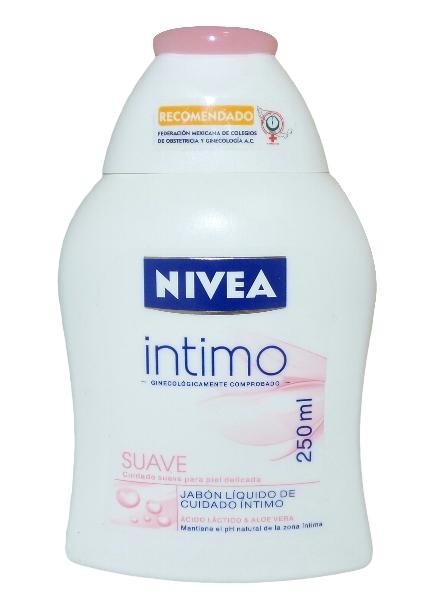 RECOMENDADO
FEDERACIÓN MEXICANA DE COLEGIOS
DE OBSTETRICIA Y GINECOLOGÍA A.C.
NIVEA
intimo
GINECOLÓGICAMENTE COMPROBADO
250ml
SUAVE
Cuidado suave para piel delicada
JABÓN LÍQUIDO DE
CUIDADO ÍNTIMO
ÁCIDO LÁCTICO & ALOE VERA
Mantiene el pH natural de la zona íntima